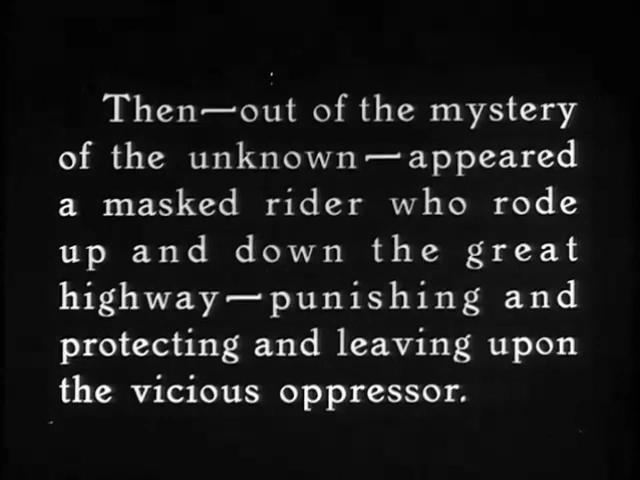 Then—out of the mystery
of the unknown—appeared
a masked rider who rode
up and down the great
highway—punishing and
protecting and leaving upon
the vicious oppressor.